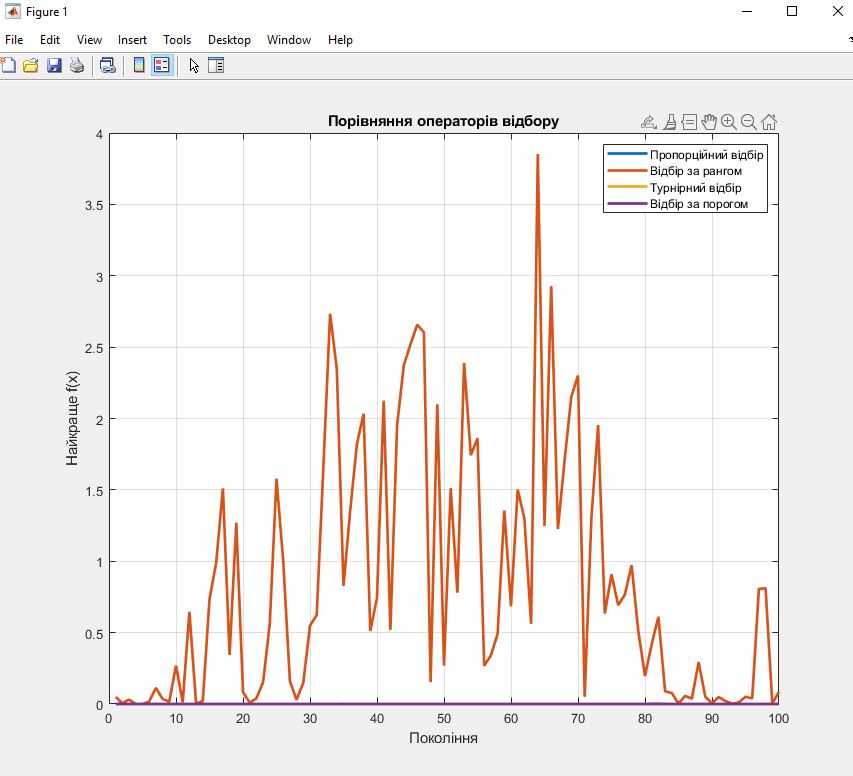 Figure 1
File Edit View Insert Tools Desktop Window Help
Порівняння операторів відбору
Пропорційний відбір
Відбір за рангом
Турнірний відбір
Відбір за порогом
4
3.5
3
2.5
2
1.5
1
0.5
0
Найкраще f(x)
0 10 20 30 40 50 60 70 80 90 100
Покоління